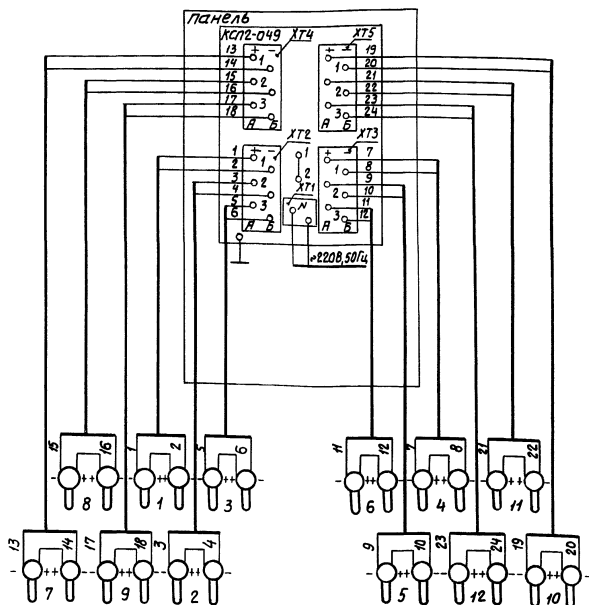 панель
КСП2-049
13 + - ХТ4
14 1
15 2
16
17 3
18
А Б
+ - ХТ5 19
1 20
21
2 22
23
3 24
А Б
1 + - ХТ2
2 1
3 2
4
5 3
6
А Б
1
2
ХТ1
N
+ - ХТ3 7
1 8
9
2 10
11
3 12
А Б
~220В,50Гц
15 16 1 2 5 6
- ++ - ++ - ++ -
8 1 3
11 12 7 8 21 22
- ++ - ++ - ++ -
6 4 11
13 14 17 18 3 4
- ++ - - ++ - - ++ -
7 9 2
9 10 23 24 19 20
- ++ - - ++ - - ++ -
5 12 10